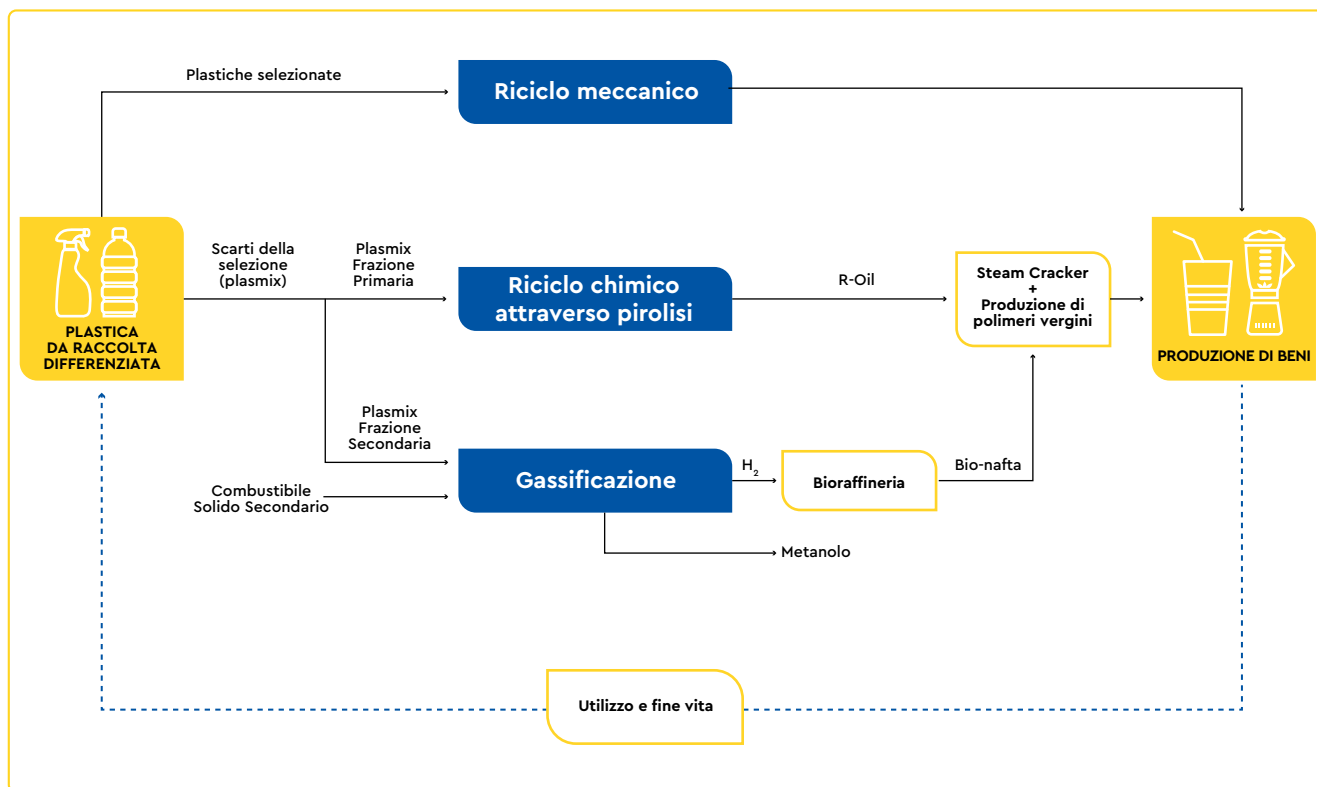 Plastiche selezionate
Riciclo meccanico
PLASTICA
DA RACCOLTA
DIFFERENZIATA
Scarti della
selezione
(plasmix)
Plasmix
Frazione
Primaria
Riciclo chimico
attraverso pirolisi
R-Oil
Steam Cracker
+
Produzione di
polimeri vergini
PRODUZIONE DI BENI
Plasmix
Frazione
Secondaria
Combustibile
Solido Secondario
Gassificazione
H₂
Bioraffineria
Bio-nafta
Metanolo
Utilizzo e fine vita